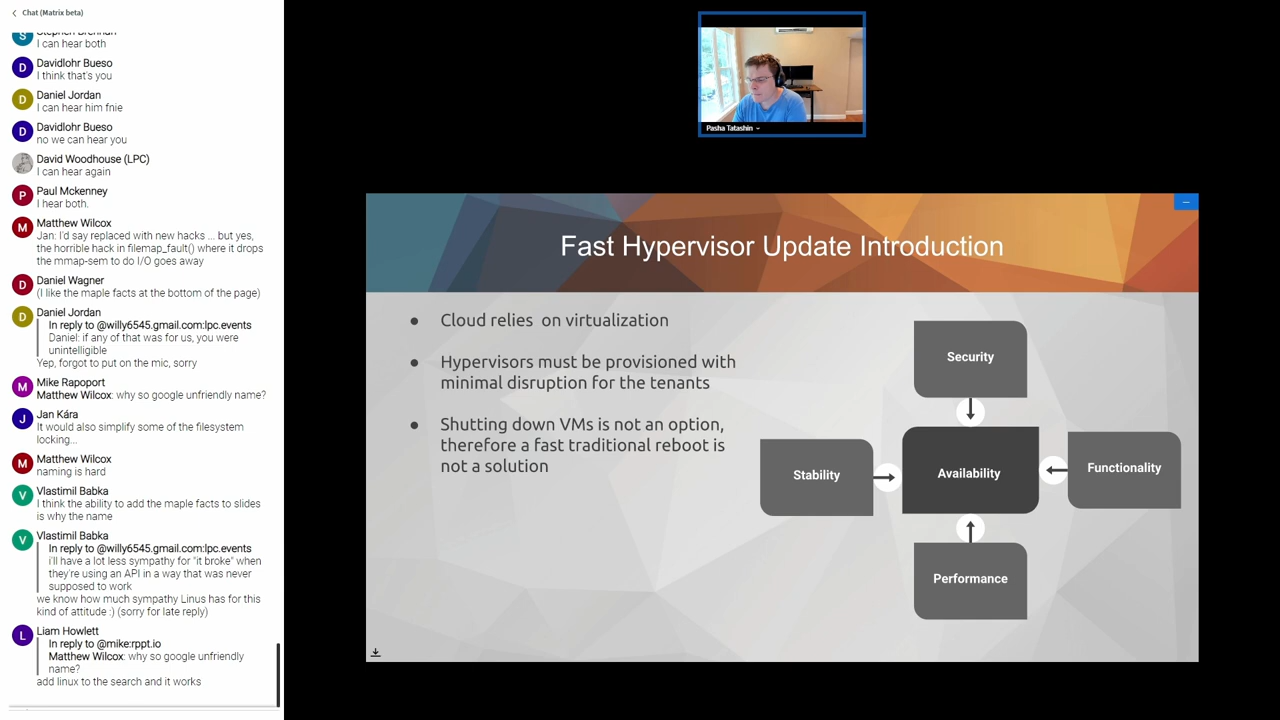 Chat (Matrix beta)
Stephen Brennan
S
I can hear both
D
Davidlohr Bueso
I think that's you
D
Daniel Jordan
I can hear him fnie
D
Davidlohr Bueso
no we can hear you
David Woodhouse (LPC)
I can hear again
P
Paul Mckenney
I hear both.
M
Matthew Wilcox
Jan: I'd say replaced with new hacks ... but yes,
the horrible hack in filemap_fault() where it drops
the mmap-sem to do I/O goes away
D
Daniel Wagner
(I like the maple facts at the bottom of the page)
D
Daniel Jordan
In reply to @willy6545.gmail.com:lpc.events
Daniel: if any of that was for us, you were
unintelligible
Yep, forgot to put on the mic, sorry
M
Mike Rapoport
Matthew Wilcox: why so google unfriendly name?
J
Jan Kára
It would also simplify some of the filesystem
locking...
M
Matthew Wilcox
naming is hard
V
Vlastimil Babka
I think the ability to add the maple facts to slides
is why the name
V
Vlastimil Babka
In reply to @willy6545.gmail.com:lpc.events
i'll have a lot less sympathy for "it broke" when
they're using an API in a way that was never
supposed to work
we know how much sympathy Linus has for this
kind of attitude :) (sorry for late reply)
L
Liam Howlett
In reply to @mike:rppt.io
Matthew Wilcox: why so google unfriendly
name?
add linux to the search and it works
Pasha Tatashin
Fast Hypervisor Update Introduction
● Cloud relies on virtualization
● Hypervisors must be provisioned with
minimal disruption for the tenants
● Shutting down VMs is not an option,
therefore a fast traditional reboot is
not a solution
Security
Stability
Availability
Functionality
Performance